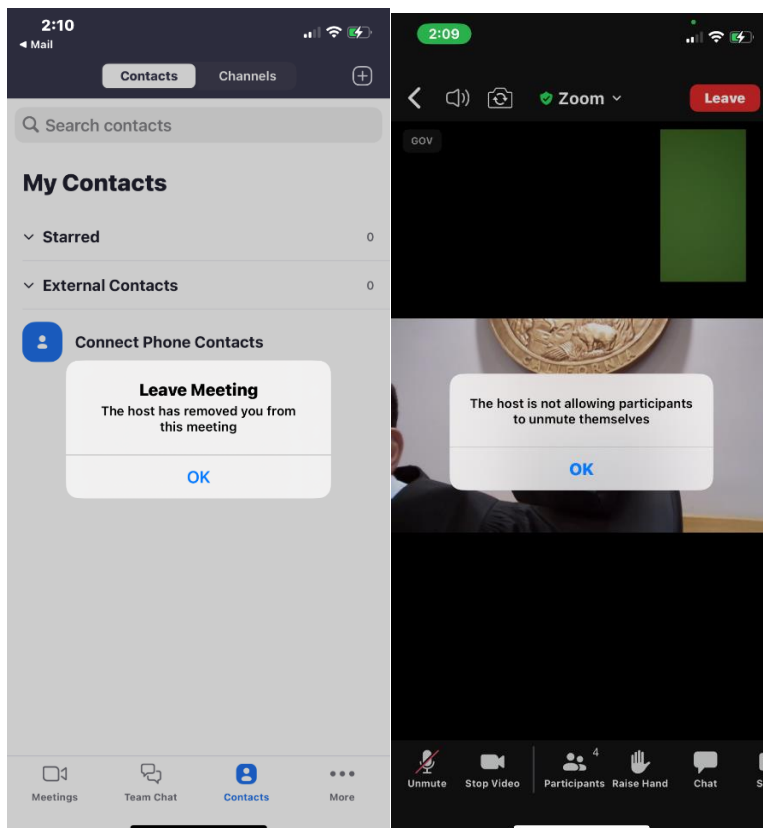 2:10
◄ Mail
Contacts
Channels
Search contacts
My Contacts
Starred
0
External Contacts
0
Connect Phone Contacts
Leave Meeting
The host has removed you from
this meeting
OK
Meetings
Team Chat
Contacts
More
2:09
Zoom
Leave
GOV
CALIFORNIA
The host is not allowing participants
to unmute themselves
OK
4
Unmute
Stop Video
Participants
Raise Hand
Chat
S